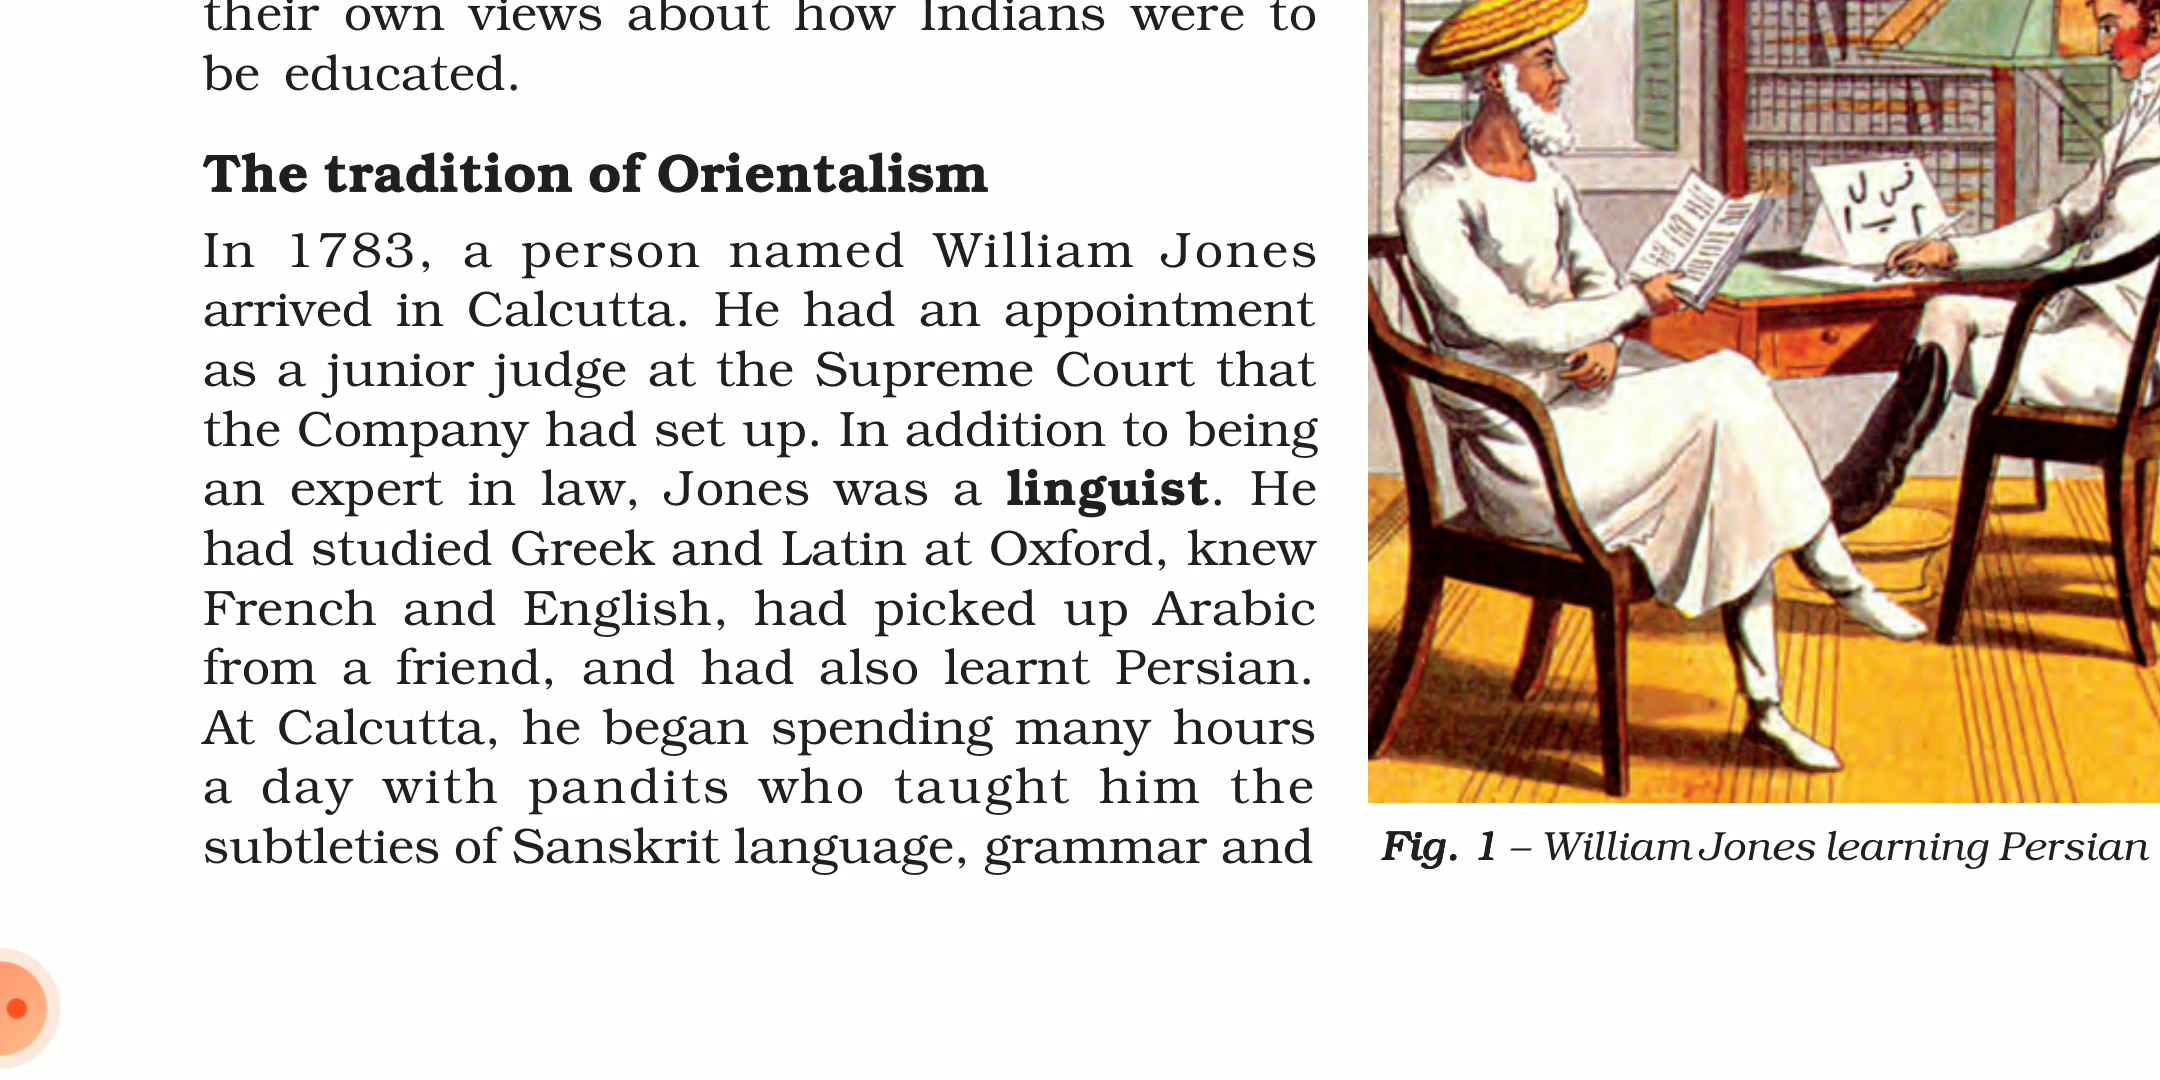 their own views about how Indians were to
be educated.
The tradition of Orientalism
In 1783, a person named William Jones
arrived in Calcutta. He had an appointment
as a junior judge at the Supreme Court that
the Company had set up. In addition to being
an expert in law, Jones was a linguist. He
had studied Greek and Latin at Oxford, knew
French and English, had picked up Arabic
from a friend, and had also learnt Persian.
At Calcutta, he began spending many hours
a day with pandits who taught him the
subtleties of Sanskrit language, grammar and
Fig. 1 – William Jones learning Persian